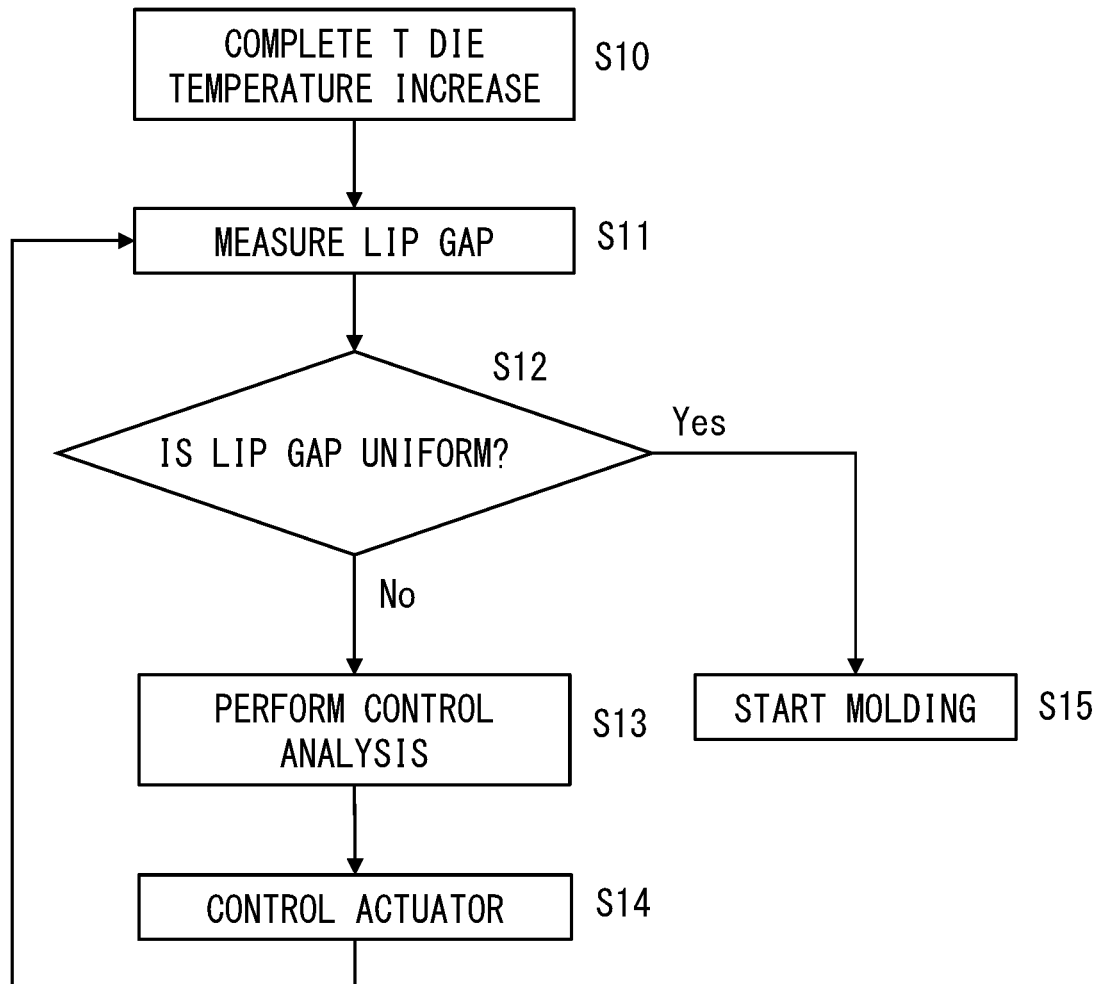 COMPLETE T DIE
TEMPERATURE INCREASE
S10
MEASURE LIP GAP
S11
S12
IS LIP GAP UNIFORM?
Yes
No
PERFORM CONTROL
ANALYSIS
S13
START MOLDING
S15
CONTROL ACTUATOR
S14